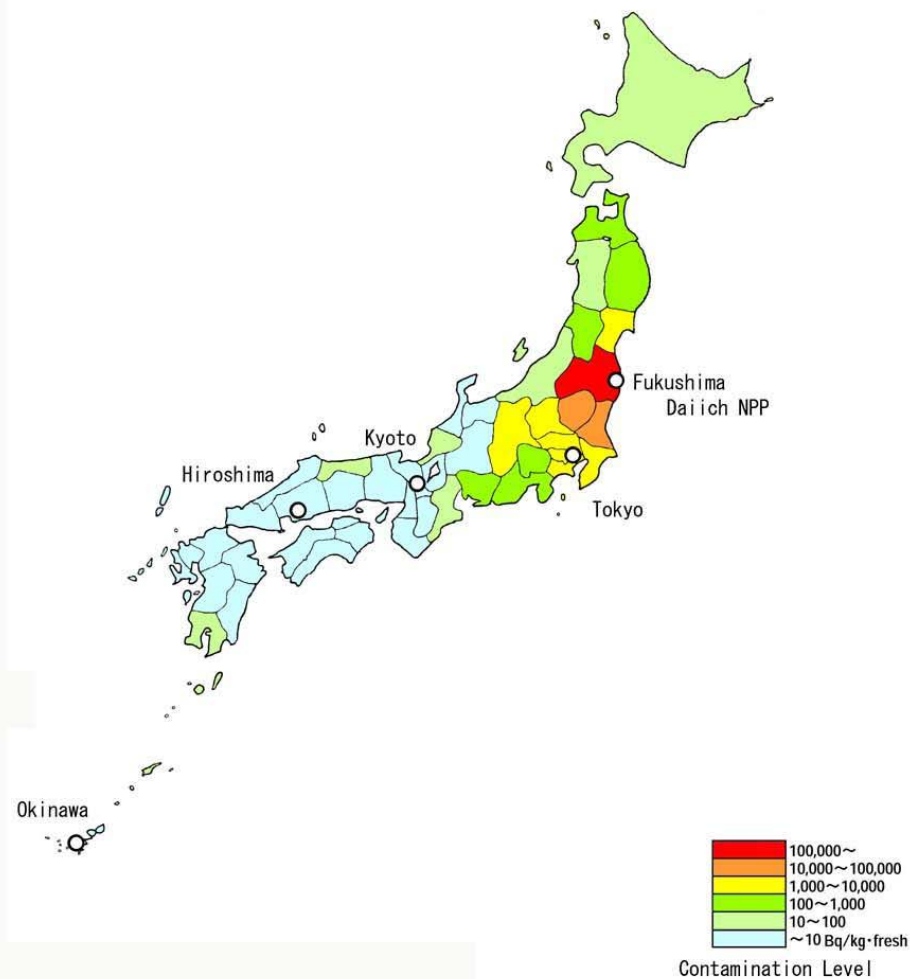 Fukushima
Daiich NPP
Kyoto
Hiroshima
Tokyo
Okinawa
100,000～
10,000～100,000
1,000～10,000
100～1,000
10～100
～10 Bq/kg･fresh
Contamination Level